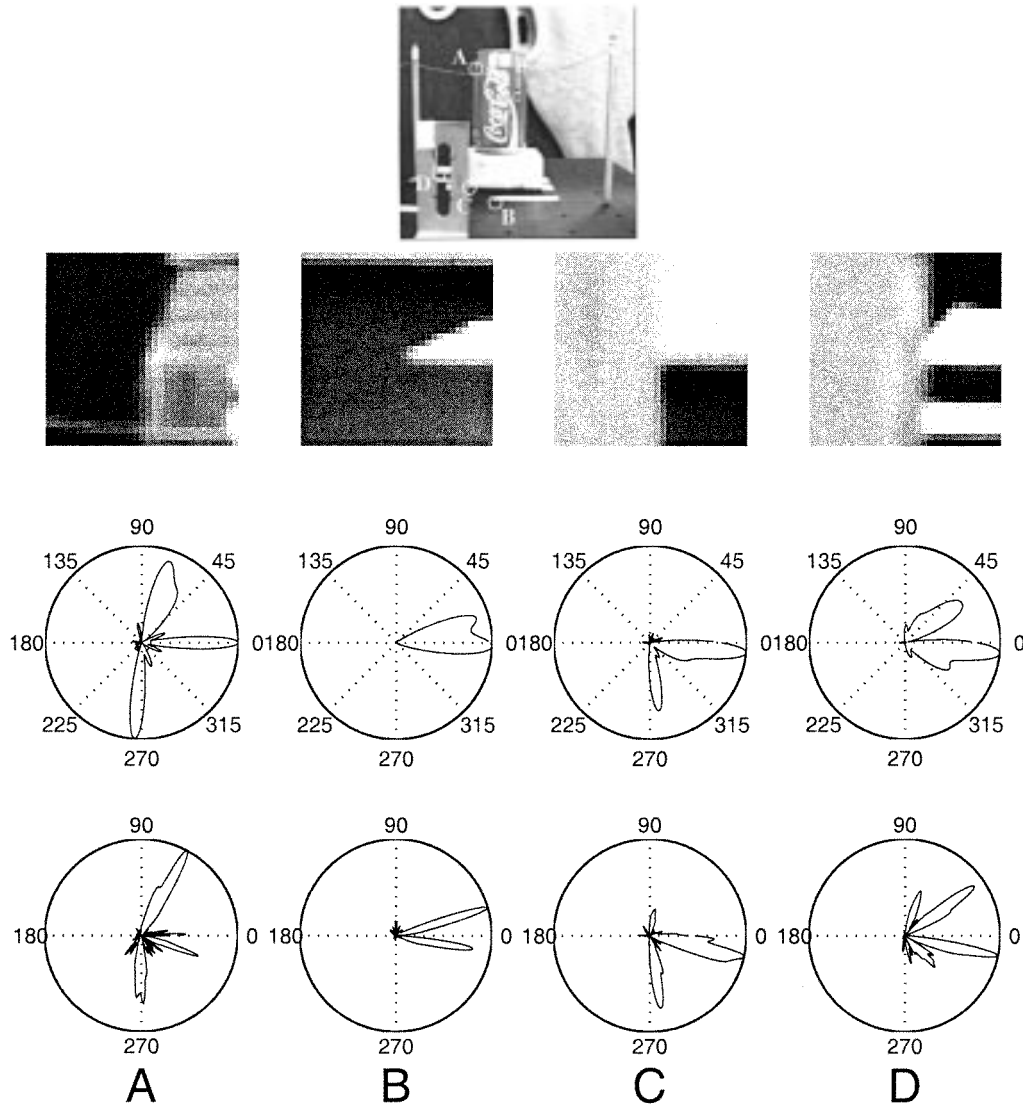 A
Coca-Cola
D
C
B
90 90 90 90
135 45 135 45 135 45 135 45
180 0180 0180 0180 0
225 315 225 315 225 315 225 315
270 270 270 270
90 90 90 90
180 0 180 0 180 0 180 0
270 270 270 270
A B C D